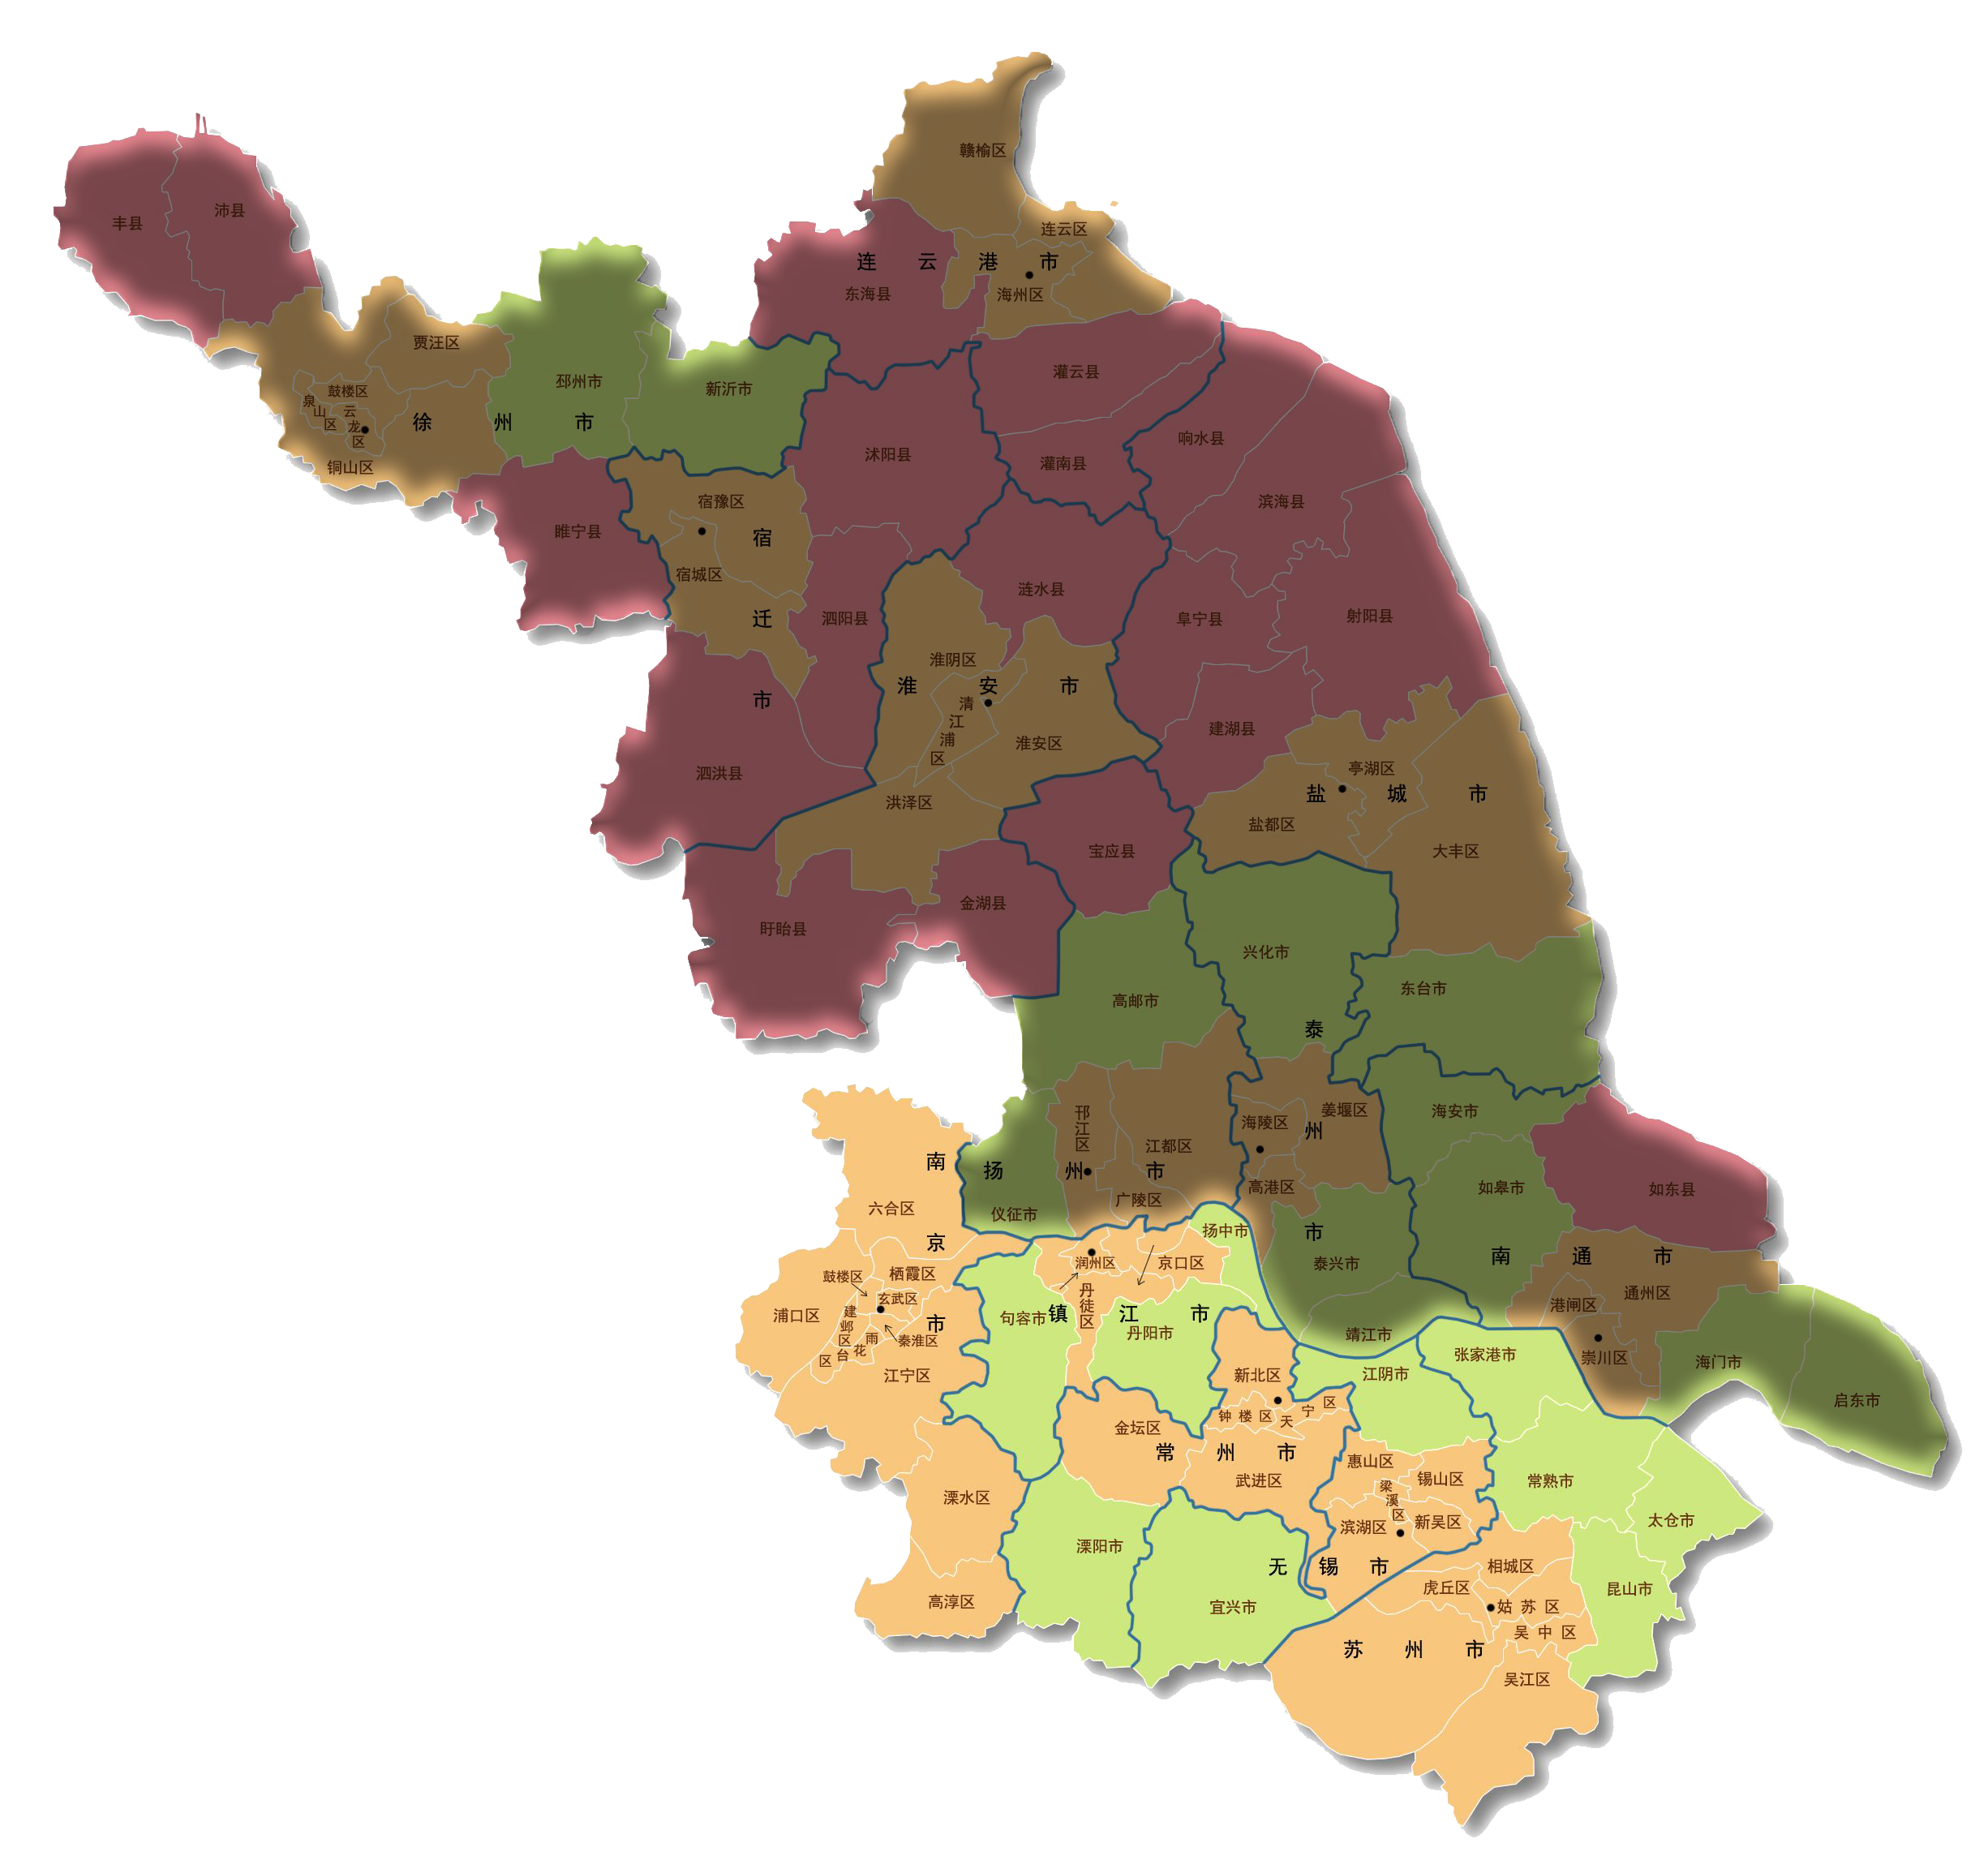 赣榆区
丰县
沛县
连云区
连云港市
东海县
海州区
贾汪区
灌云县
邳州市
新沂市
鼓楼区
泉山区
云龙区
徐州市
响水县
沭阳县
灌南县
铜山区
宿豫区
滨海县
睢宁县
宿迁市
宿城区
涟水县
泗阳县
阜宁县
射阳县
淮阴区
淮安市
清江浦区
建湖县
淮安区
泗洪县
亭湖区
盐城市
洪泽区
盐都区
宝应县
大丰区
金湖县
盱眙县
兴化市
东台市
高邮市
泰州市
邗江区
海陵区
姜堰区
海安市
江都区
南京市
扬州市
高港区
如皋市
如东县
广陵区
六合区
仪征市
扬中市
南通市
润州区
京口区
泰兴市
鼓楼区
栖霞区
通州区
玄武区
港闸区
浦口区
建邺区
句容市
丹徒区
镇江市
丹阳市
靖江市
秦淮区
雨花台区
张家港市
崇川区
海门市
江宁区
新北区
江阴市
启东市
钟楼区
天宁区
金坛区
常州市
武进区
惠山区
锡山区
常熟市
梁溪区
溧水区
滨湖区
新吴区
太仓市
溧阳市
无锡市
相城区
虎丘区
昆山市
高淳区
宜兴市
姑苏区
吴中区
苏州市
吴江区